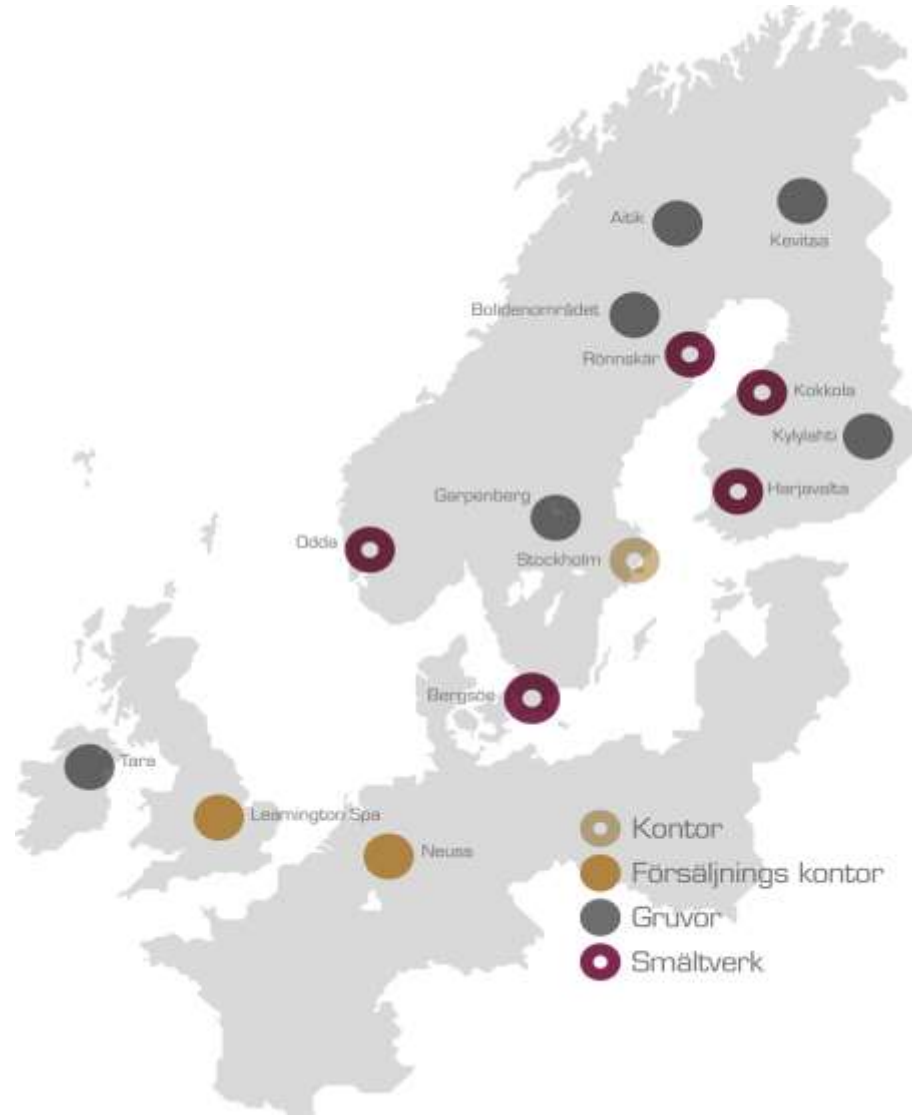 Aitik
Kevitsa
Bolidenområdet
Rönnskär
Kokkola
Kylylahti
Harjavalta
Garpenberg
Odda
Stockholm
Bergsöe
Tara
Leamington Spa
Neuss
Kontor
Försäljnings kontor
Gruvor
Smältverk